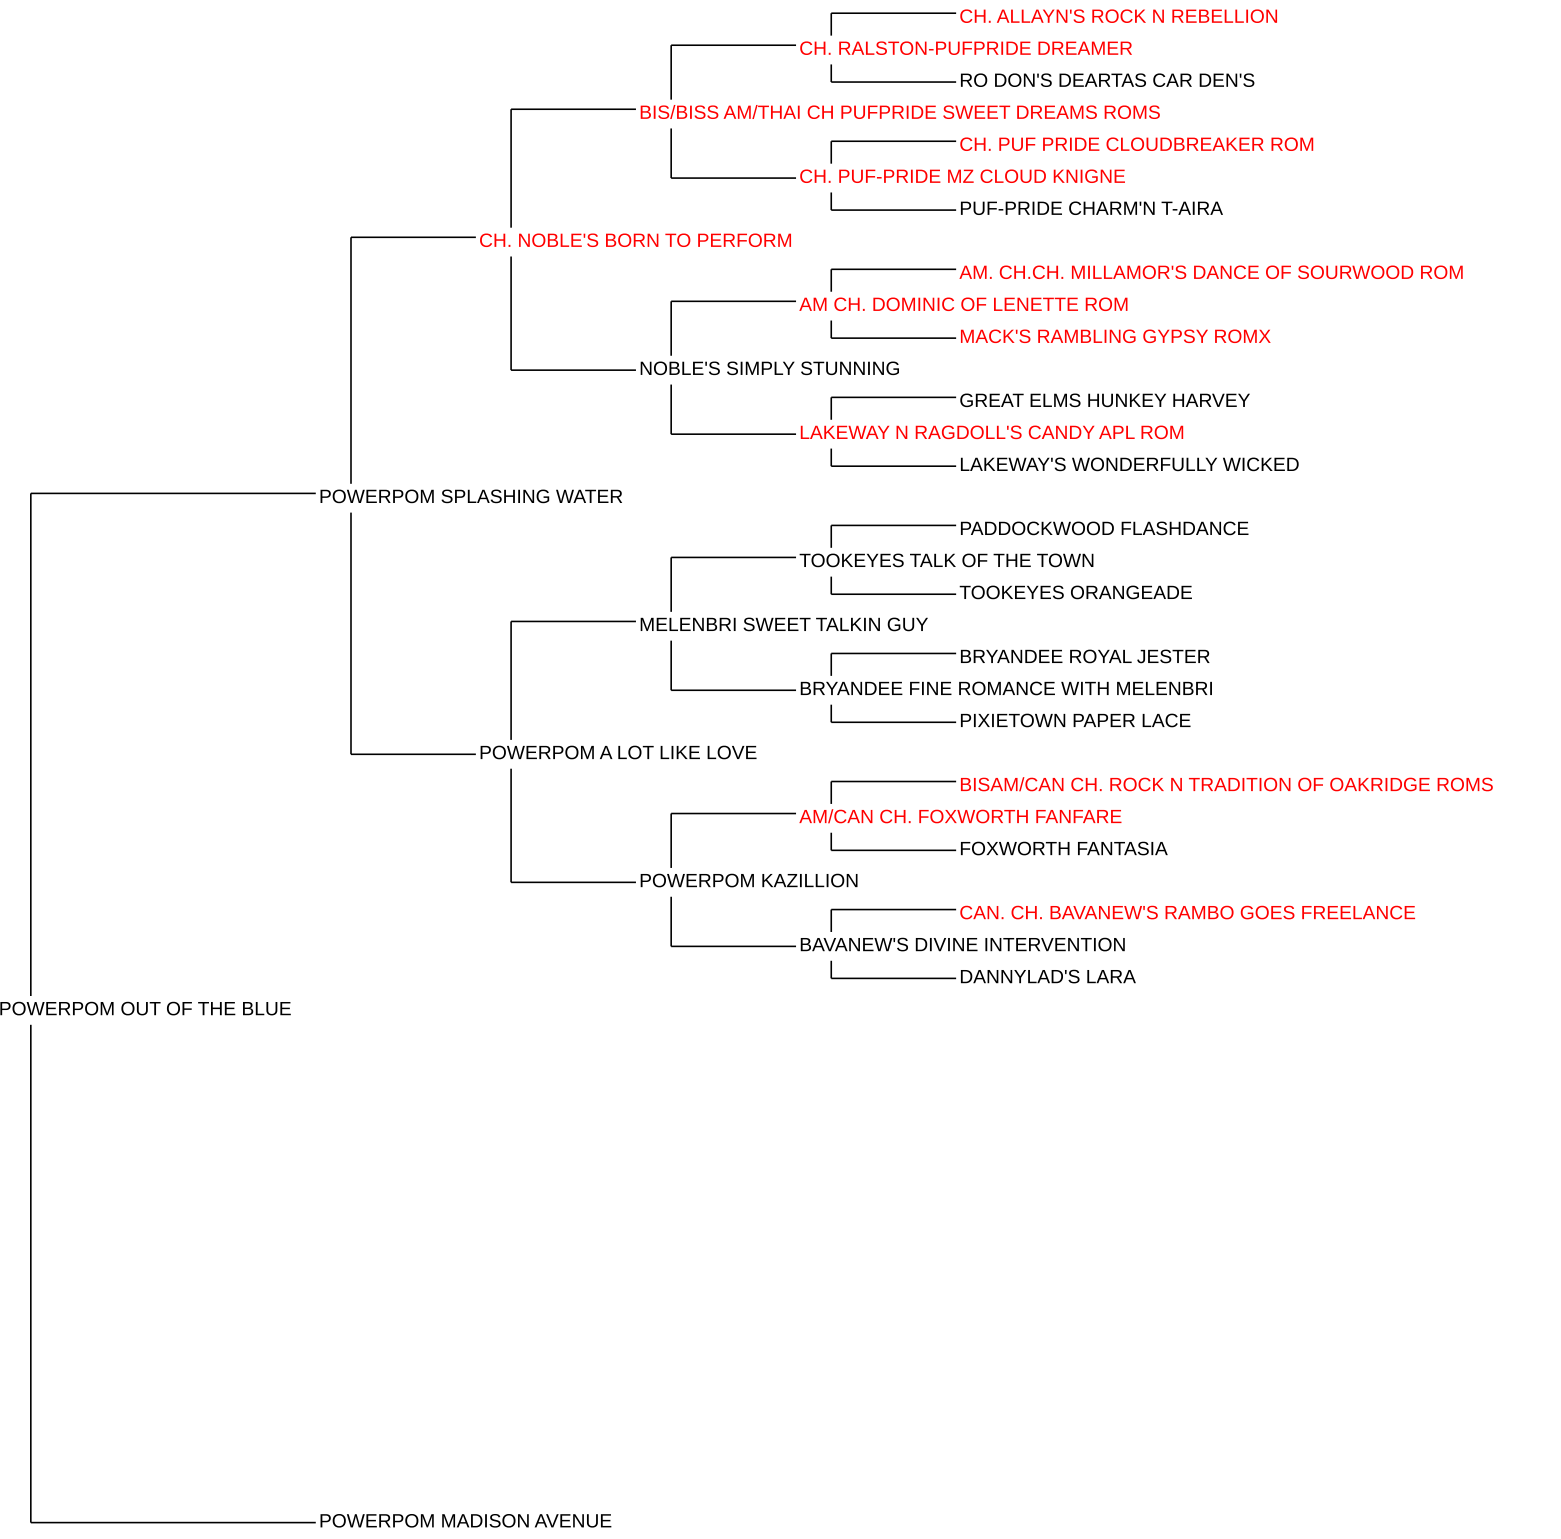 CH. ALLAYN'S ROCK N REBELLION
CH. RALSTON-PUFPRIDE DREAMER
RO DON'S DEARTAS CAR DEN'S
BIS/BISS AM/THAI CH PUFPRIDE SWEET DREAMS ROMS
CH. PUF PRIDE CLOUDBREAKER ROM
CH. PUF-PRIDE MZ CLOUD KNIGNE
PUF-PRIDE CHARM'N T-AIRA
CH. NOBLE'S BORN TO PERFORM
AM. CH.CH. MILLAMOR'S DANCE OF SOURWOOD ROM
AM CH. DOMINIC OF LENETTE ROM
MACK'S RAMBLING GYPSY ROMX
NOBLE'S SIMPLY STUNNING
GREAT ELMS HUNKEY HARVEY
LAKEWAY N RAGDOLL'S CANDY APL ROM
LAKEWAY'S WONDERFULLY WICKED
POWERPOM SPLASHING WATER
PADDOCKWOOD FLASHDANCE
TOOKEYES TALK OF THE TOWN
TOOKEYES ORANGEADE
MELENBRI SWEET TALKIN GUY
BRYANDEE ROYAL JESTER
BRYANDEE FINE ROMANCE WITH MELENBRI
PIXIETOWN PAPER LACE
POWERPOM A LOT LIKE LOVE
BISAM/CAN CH. ROCK N TRADITION OF OAKRIDGE ROMS
AM/CAN CH. FOXWORTH FANFARE
FOXWORTH FANTASIA
POWERPOM KAZILLION
CAN. CH. BAVANEW'S RAMBO GOES FREELANCE
BAVANEW'S DIVINE INTERVENTION
DANNYLAD'S LARA
POWERPOM OUT OF THE BLUE
POWERPOM MADISON AVENUE